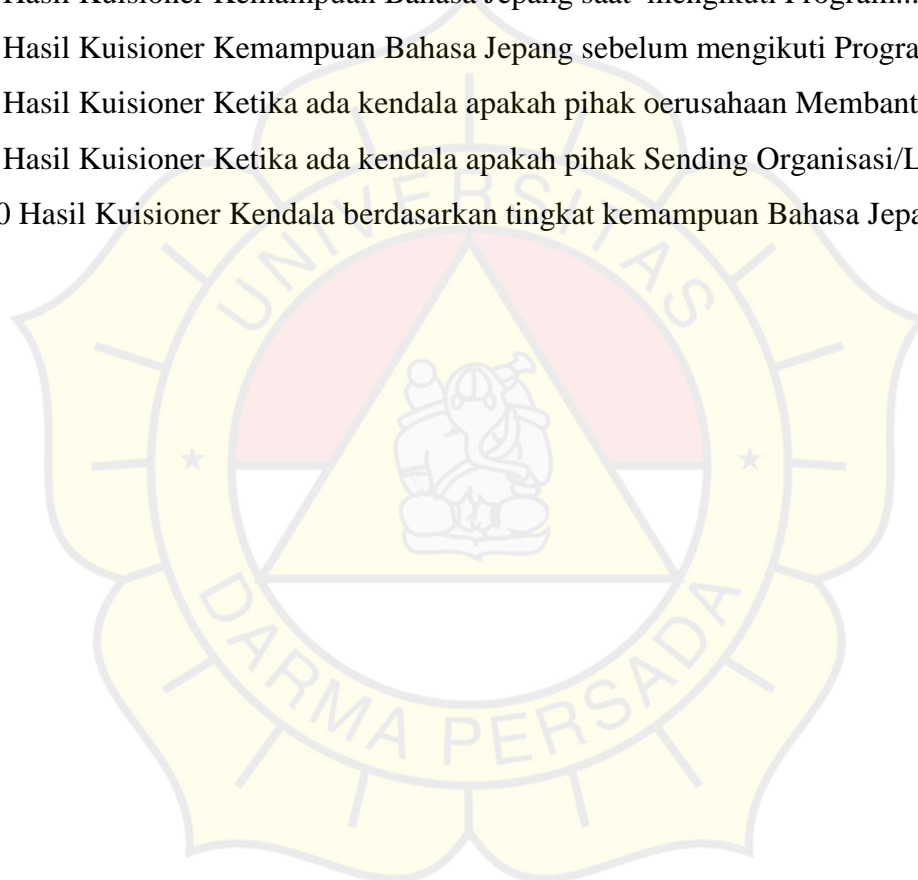 Hasil Kuisioner Kemampuan Bahasa Jepang saat mengikuti Program...
Hasil Kuisioner Kemampuan Bahasa Jepang sebelum mengikuti Progra
Hasil Kuisioner Ketika ada kendala apakah pihak oerusahaan Membant
Hasil Kuisioner Ketika ada kendala apakah pihak Sending Organisasi/L
0 Hasil Kuisioner Kendala berdasarkan tingkat kemampuan Bahasa Jepa
UNIVERSITAS
DARMA PERSADA